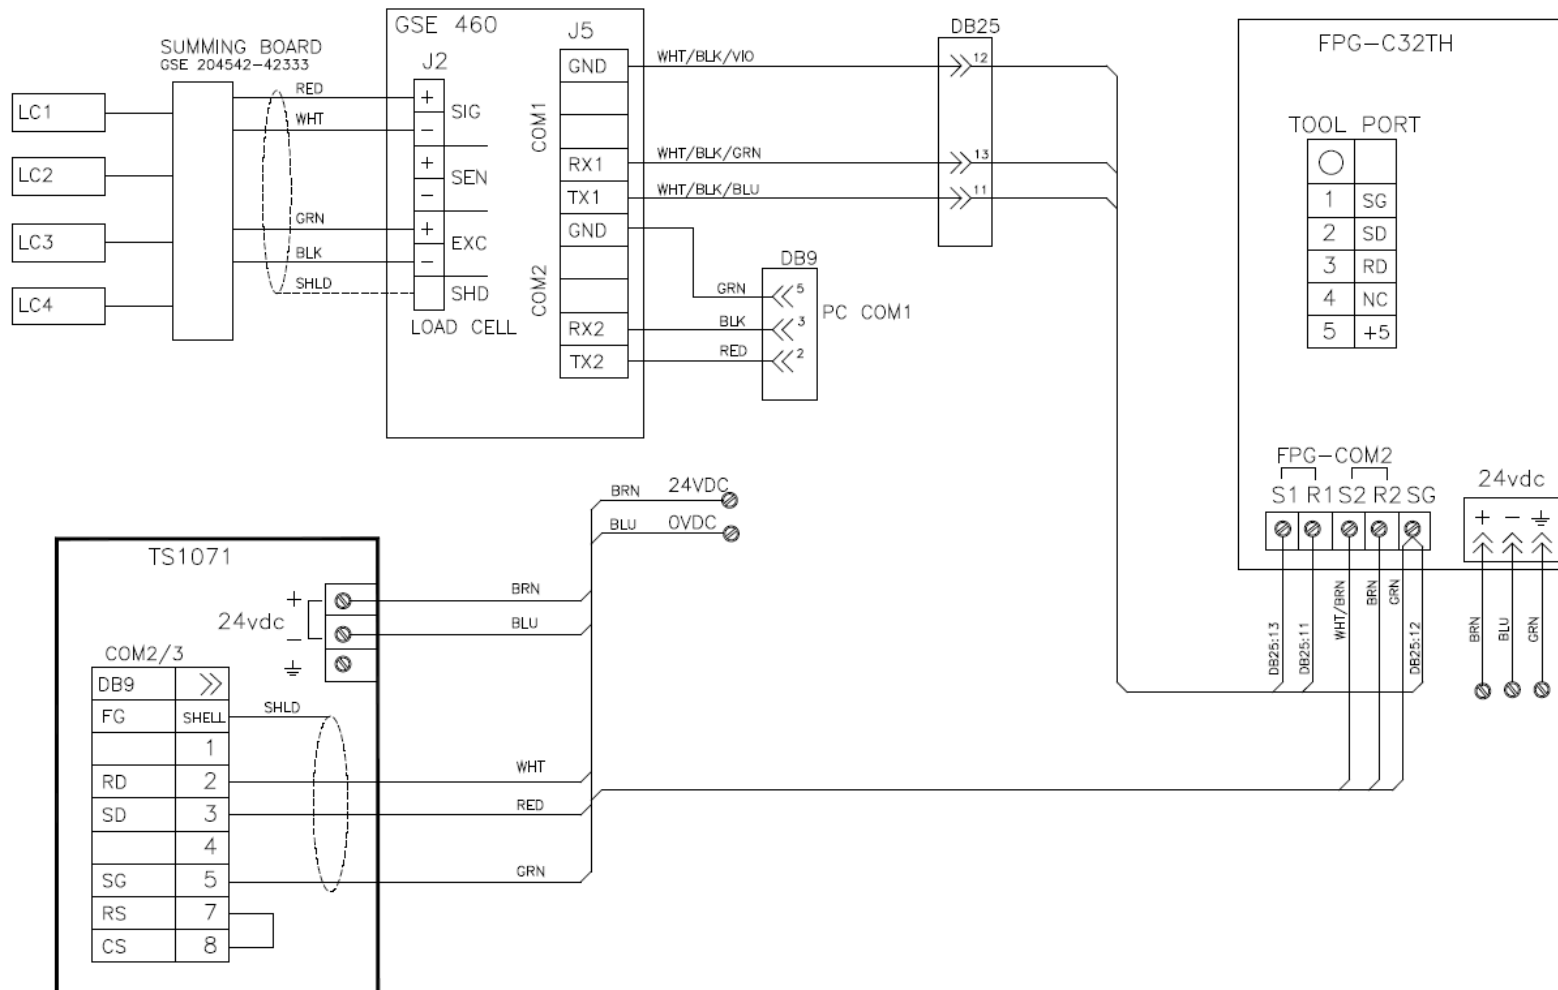 SUMMING BOARD
GSE 204542-42333
LC1
LC2
LC3
LC4
RED
WHT
GRN
BLK
SHLD
GSE 460
J2
+
SIG
−
+
SEN
−
+
EXC
−
SHD
LOAD CELL
J5
COM1
GND
RX1
TX1
COM2
GND
RX2
TX2
WHT/BLK/VIO
WHT/BLK/GRN
WHT/BLK/BLU
DB25
12
13
11
DB9
GRN
5
BLK
3
RED
2
PC COM1
FPG-C32TH
TOOL PORT
1 SG
2 SD
3 RD
4 NC
5 +5
FPG-COM2
S1 R1 S2 R2 SG
24vdc
+ −
DB25:13
DB25:11
WHT/BRN
BRN
GRN
DB25:12
BRN
BLU
GRN
BRN 24VDC
BLU 0VDC
TS1071
+
24vdc
−
BRN
BLU
COM2/3
DB9
FG SHELL
1
RD 2
SD 3
4
SG 5
RS 7
CS 8
SHLD
WHT
RED
GRN